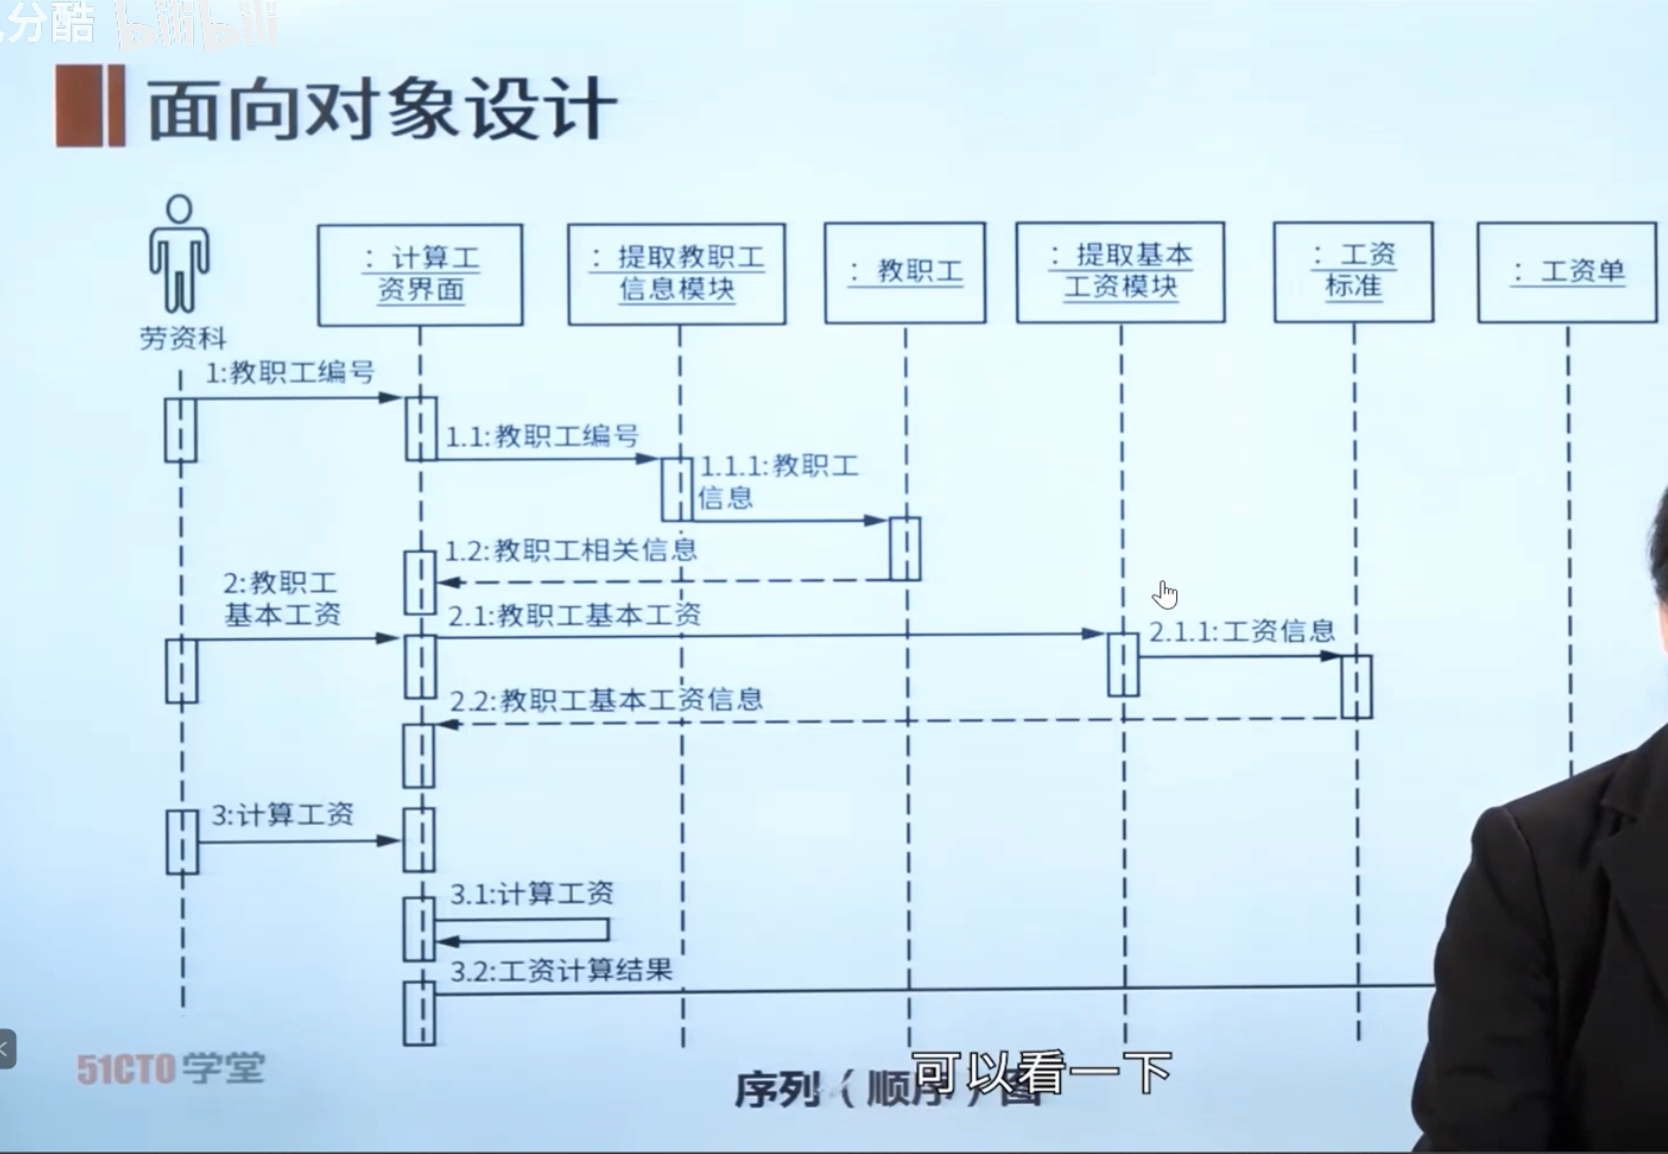 分酷 bilibili
面向对象设计
：计算工
资界面
：提取教职工
信息模块
：教职工
：提取基本
工资模块
：工资
标准
：工资单
劳资科
1:教职工编号
1.1:教职工编号
1.1.1:教职工
信息
1.2:教职工相关信息
2:教职工
基本工资
2.1:教职工基本工资
2.1.1:工资信息
2.2:教职工基本工资信息
3:计算工资
3.1:计算工资
3.2:工资计算结果
51CTO学堂
序列（顺序）图
可以看一下